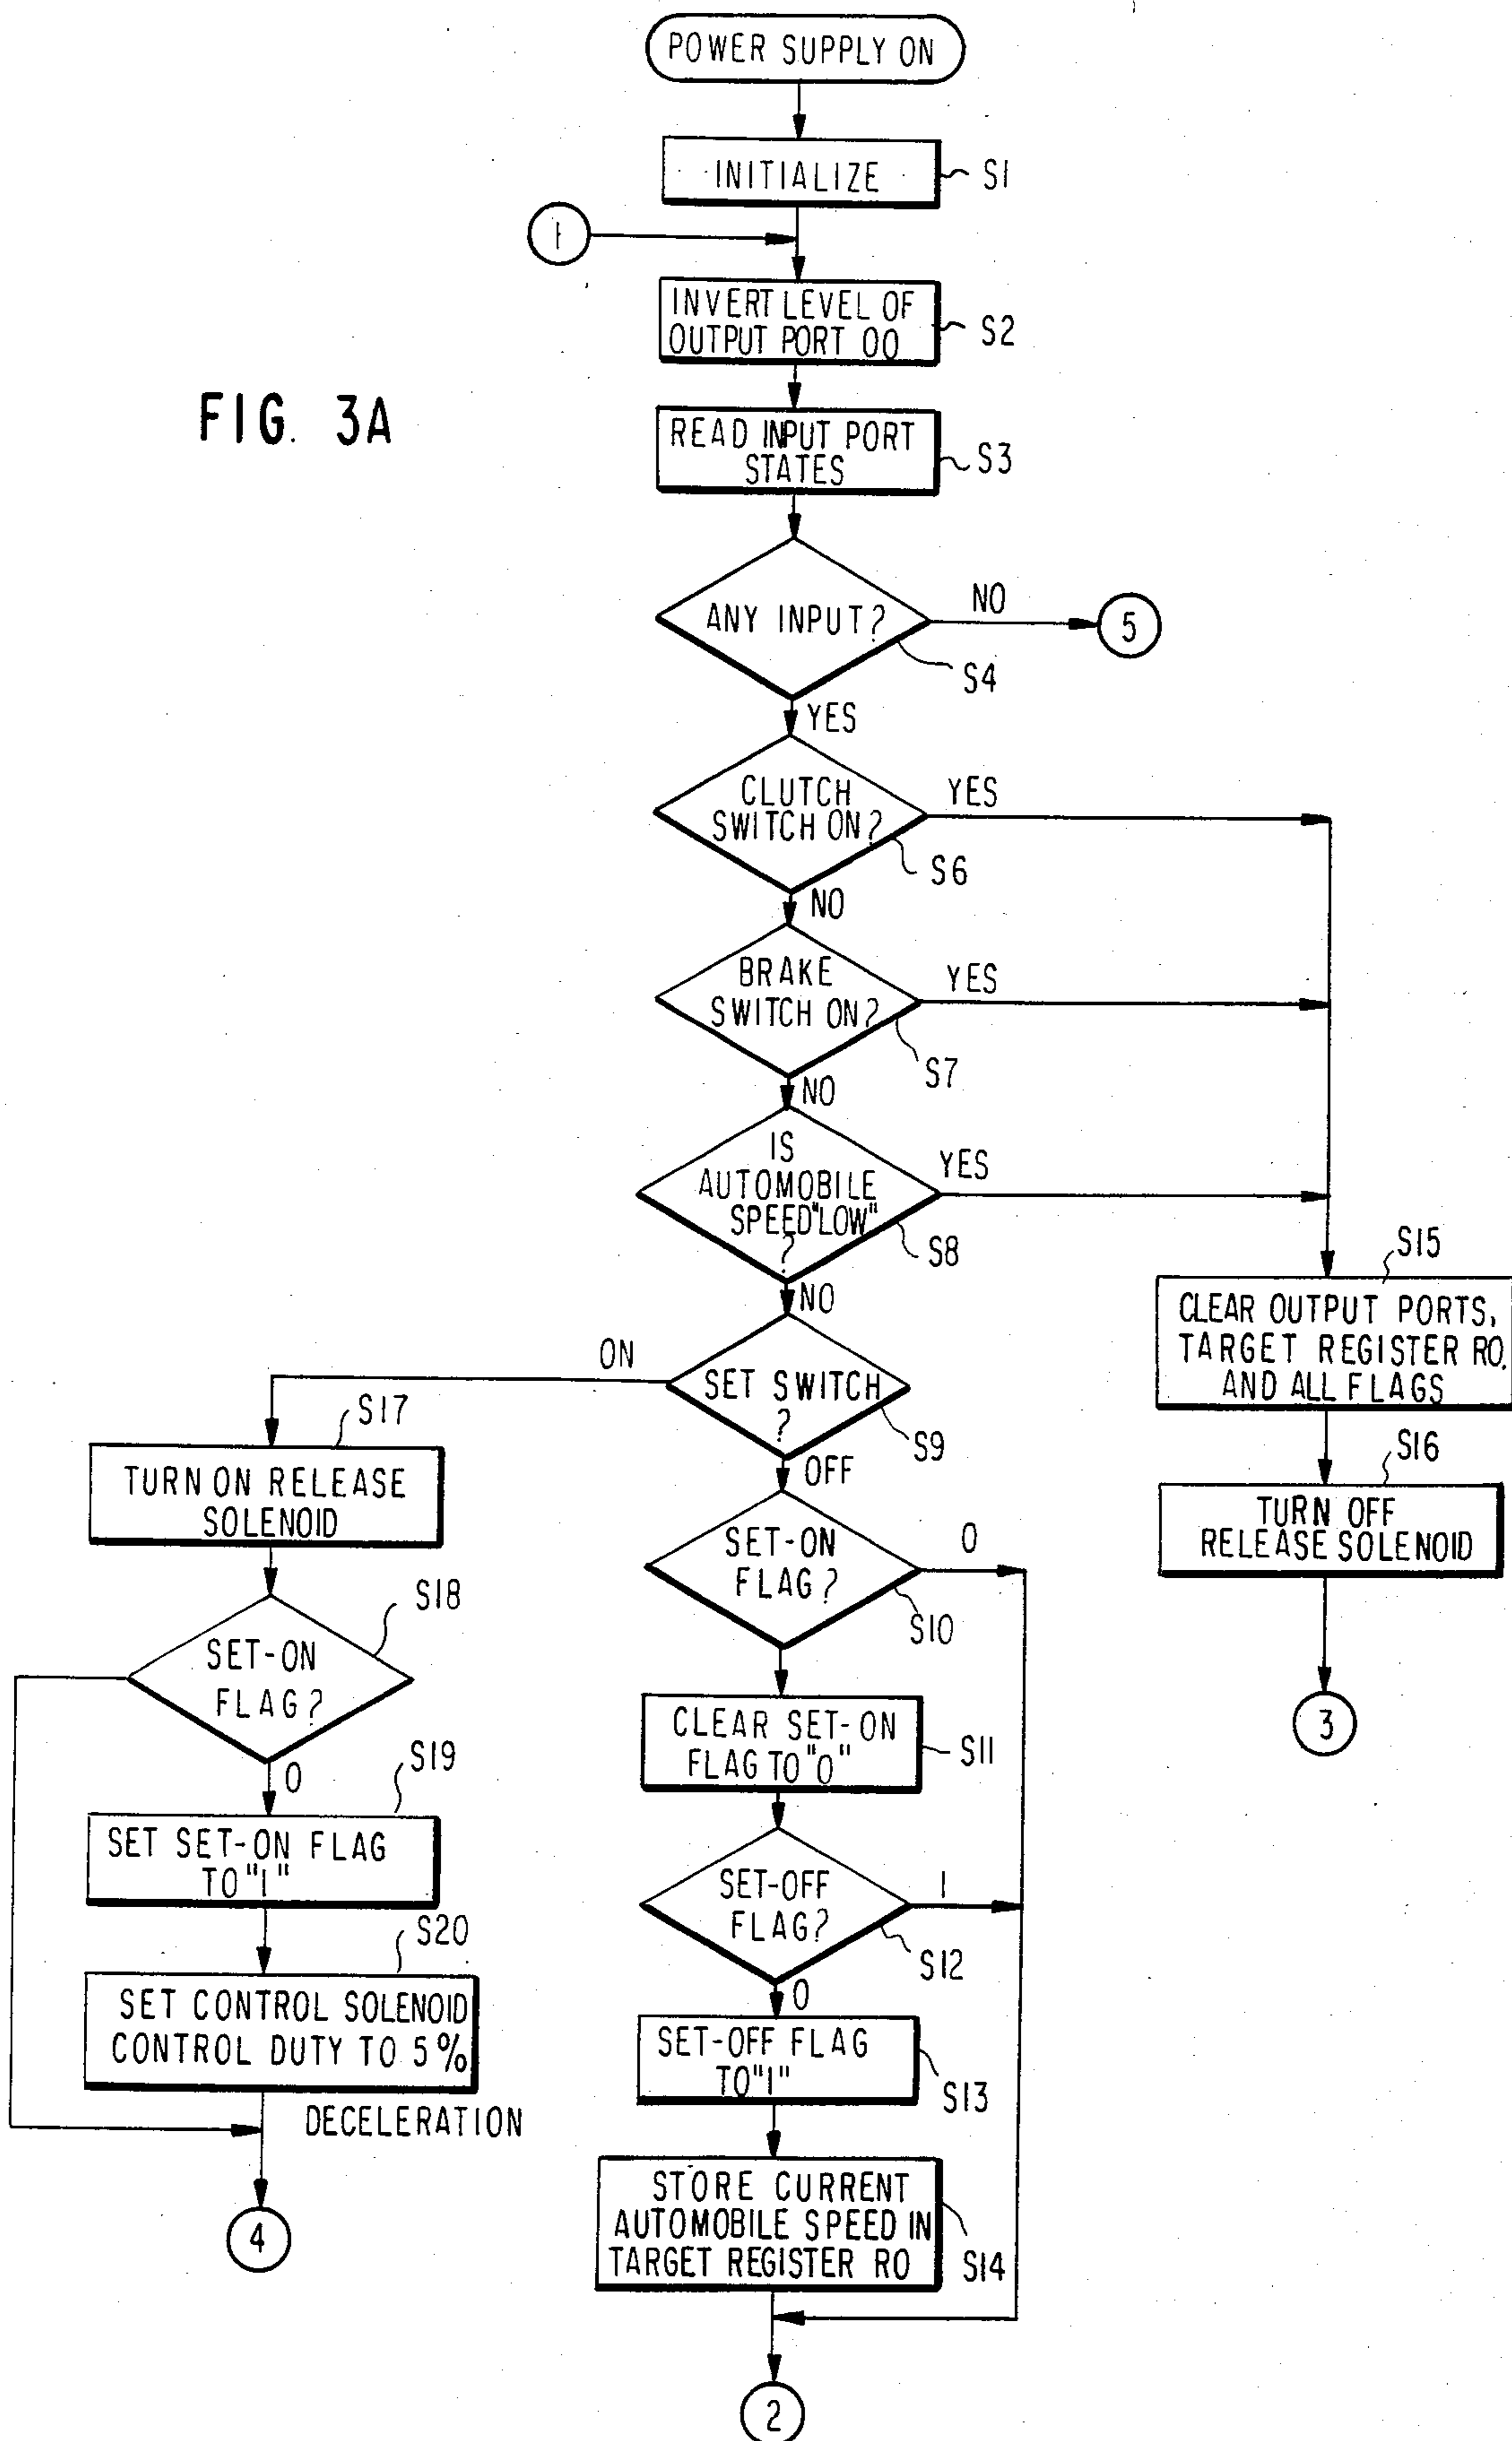 POWER SUPPLY ON
INITIALIZE
S1
1
INVERT LEVEL OF
OUTPUT PORT 00
S2
FIG. 3A
READ INPUT PORT
STATES
S3
ANY INPUT?
NO
5
S4
YES
CLUTCH
SWITCH ON?
YES
S6
NO
BRAKE
SWITCH ON?
YES
S7
NO
IS
AUTOMOBILE
SPEED "LOW"
?
YES
S8
NO
S15
CLEAR OUTPUT PORTS,
TARGET REGISTER R0,
AND ALL FLAGS
S16
TURN OFF
RELEASE SOLENOID
3
SET SWITCH
?
ON
S9
OFF
S17
TURN ON RELEASE
SOLENOID
S18
SET-ON
FLAG?
0
S19
SET SET-ON FLAG
TO "1"
S20
SET CONTROL SOLENOID
CONTROL DUTY TO 5%
DECELERATION
4
SET-ON
FLAG?
0
S10
CLEAR SET-ON
FLAG TO "0"
S11
SET-OFF
FLAG?
1
S12
0
SET-OFF FLAG
TO "1"
S13
STORE CURRENT
AUTOMOBILE SPEED IN
TARGET REGISTER R0
S14
2